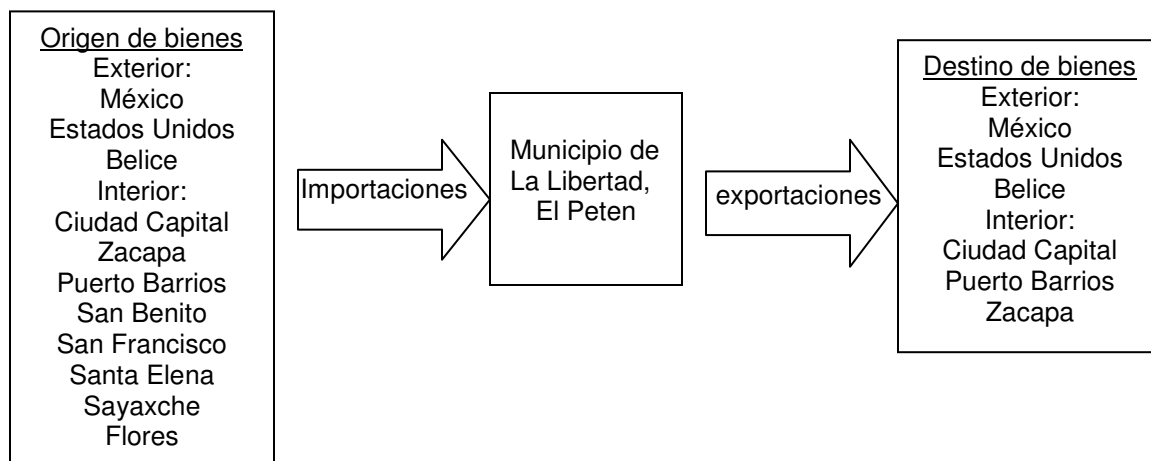 Origen de bienes
Exterior:
México
Estados Unidos
Belice
Interior:
Ciudad Capital
Zacapa
Puerto Barrios
San Benito
San Francisco
Santa Elena
Sayaxche
Flores
Importaciones
Municipio de
La Libertad,
El Peten
exportaciones
Destino de bienes
Exterior:
México
Estados Unidos
Belice
Interior:
Ciudad Capital
Puerto Barrios
Zacapa